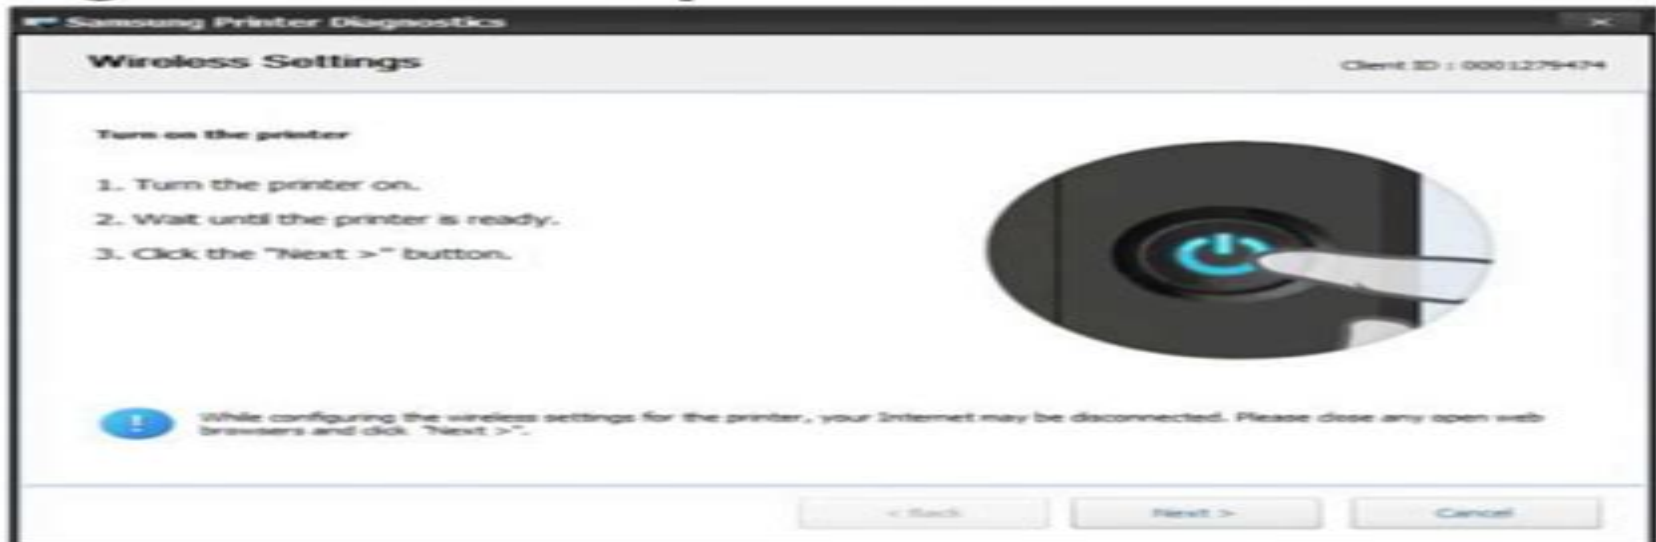 Samsung Printer Diagnostics
Wireless Settings
Client ID : 0001279474
Turn on the printer
1. Turn the printer on.
2. Wait until the printer is ready.
3. Click the "Next >" button.
While configuring the wireless settings for the printer, your Internet may be disconnected. Please close any open web
browsers and click "Next >".
< Back
Next >
Cancel